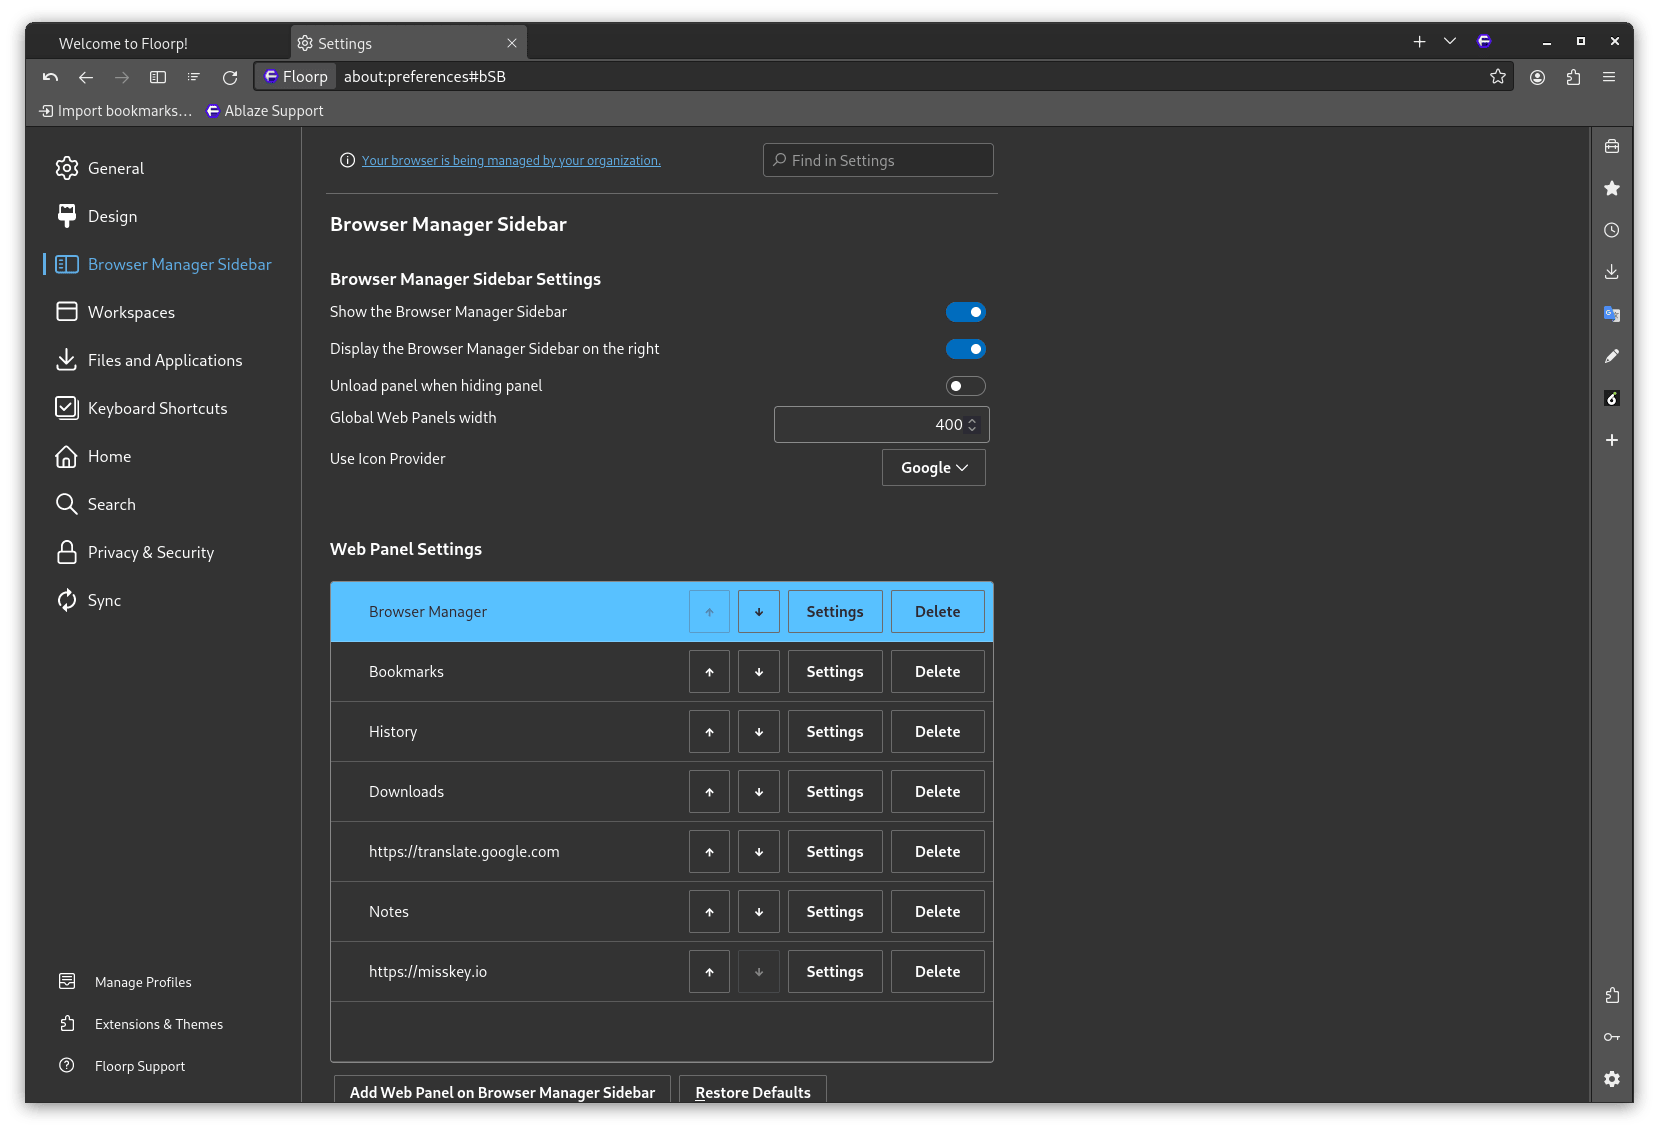 Welcome to Floorp!
Settings
Floorp
about:preferences#bSB
Import bookmarks...
Ablaze Support
General
Design
Browser Manager Sidebar
Workspaces
Files and Applications
Keyboard Shortcuts
Home
Search
Privacy & Security
Sync
Manage Profiles
Extensions & Themes
Floorp Support
Your browser is being managed by your organization.
Find in Settings
Browser Manager Sidebar
Browser Manager Sidebar Settings
Show the Browser Manager Sidebar
Display the Browser Manager Sidebar on the right
Unload panel when hiding panel
Global Web Panels width
400
Use Icon Provider
Google
Web Panel Settings
Browser Manager Settings Delete
Bookmarks Settings Delete
History Settings Delete
Downloads Settings Delete
https://translate.google.com Settings Delete
Notes Settings Delete
https://misskey.io Settings Delete
Add Web Panel on Browser Manager Sidebar
Restore Defaults